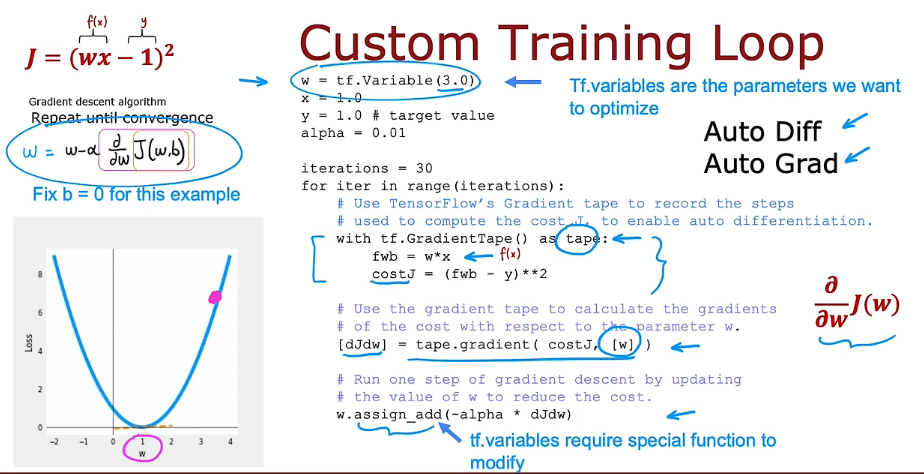 f(x) y
J = (wx − 1)²
Gradient descent algorithm
Repeat until convergence
w = w-α ∂/∂w J(w,b)
Fix b = 0 for this example
Loss
8
6
4
2
0
-2 -1 0 1 2 3 4
w
Custom Training Loop
w = tf.Variable(3.0)
x = 1.0
y = 1.0 # target value
alpha = 0.01
Tf.variables are the parameters we want
to optimize
Auto Diff
Auto Grad
iterations = 30
for iter in range(iterations):
# Use TensorFlow's Gradient tape to record the steps
# used to compute the cost J, to enable auto differentiation.
with tf.GradientTape() as tape:
fwb = w*x f(x)
costJ = (fwb - y)**2
# Use the gradient tape to calculate the gradients
# of the cost with respect to the parameter w.
[dJdw] = tape.gradient( costJ, [w] )
# Run one step of gradient descent by updating
# the value of w to reduce the cost.
w.assign_add(-alpha * dJdw)
tf.variables require special function to
modify
∂/∂w J(w)